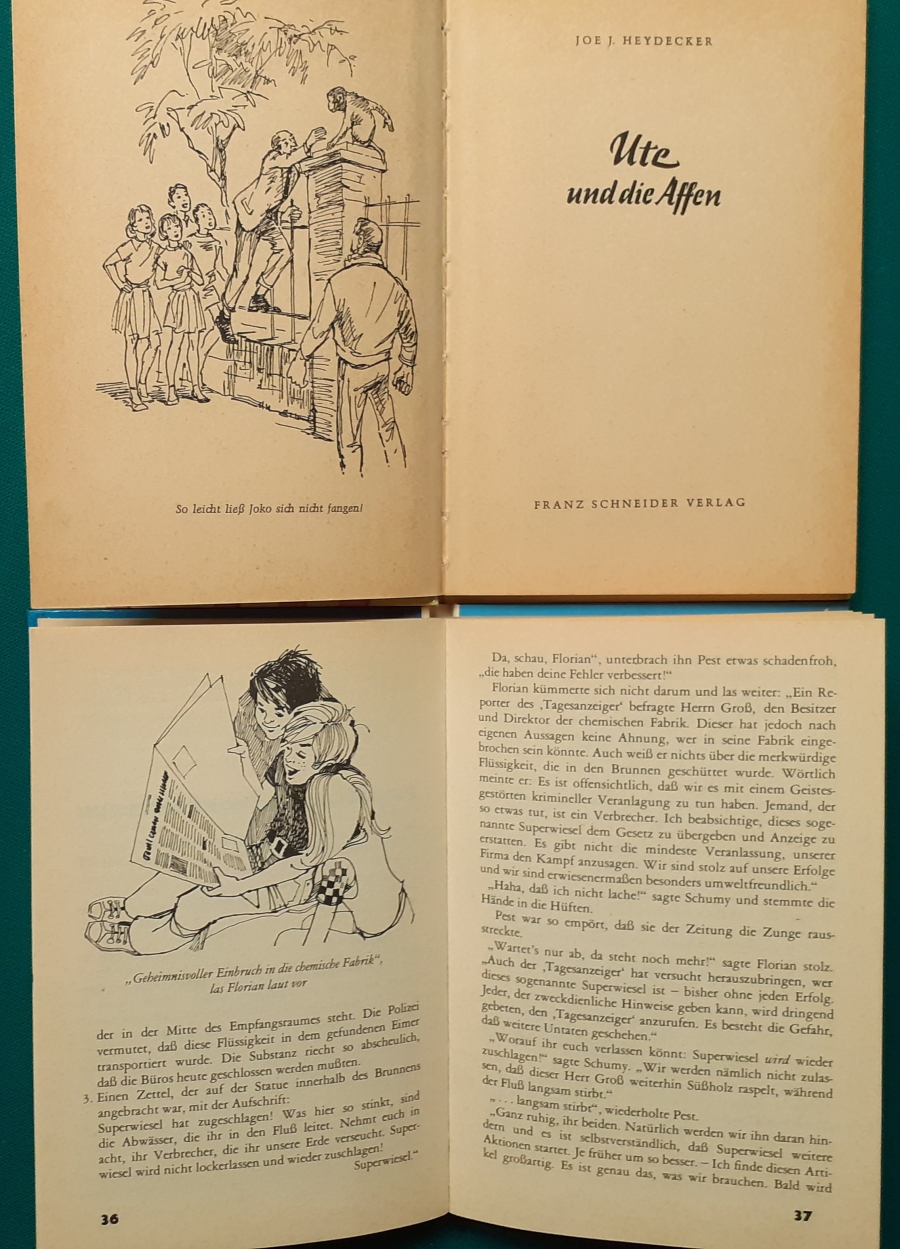 So leicht ließ Joko sich nicht fangen!
JOE J. HEYDECKER
Ute
und die Affen
FRANZ SCHNEIDER VERLAG
„Geheimnisvoller Einbruch in die chemische Fabrik“,
las Florian laut vor
der in der Mitte des Empfangsraumes steht. Die Polizei
vermutet, daß diese Flüssigkeit in dem gefundenen Eimer
transportiert wurde. Die Substanz riecht so abscheulich,
daß die Büros heute geschlossen werden mußten.
3. Einen Zettel, der auf der Statue innerhalb des Brunnens
angebracht war, mit der Aufschrift:
Superwiesel hat zugeschlagen! Was hier so stinkt, sind
die Abwässer, die ihr in den Fluß leitet. Nehmt euch in
acht, ihr Verbrecher, die ihr unsere Erde verseucht. Super-
wiesel wird nicht lockerlassen und wieder zuschlagen!
Superwiesel.“
36
Da, schau, Florian“, unterbrach ihn Pest etwas schadenfroh,
„die haben deine Fehler verbessert!“
Florian kümmerte sich nicht darum und las weiter: „Ein Re-
porter des ‚Tagesanzeiger‘ befragte Herrn Groß, den Besitzer
und Direktor der chemischen Fabrik. Dieser hat jedoch nach
eigenen Aussagen keine Ahnung, wer in seine Fabrik einge-
brochen sein könnte. Auch weiß er nichts über die merkwürdige
Flüssigkeit, die in den Brunnen geschüttet wurde. Wörtlich
meinte er: Es ist offensichtlich, daß wir es mit einem Geistes-
gestörten krimineller Veranlagung zu tun haben. Jemand, der
so etwas tut, ist ein Verbrecher. Ich beabsichtige, dieses soge-
nannte Superwiesel dem Gesetz zu übergeben und Anzeige zu
erstatten. Es gibt nicht die mindeste Veranlassung, unserer
Firma den Kampf anzusagen. Wir sind stolz auf unsere Erfolge
und wir sind erwiesenermaßen besonders umweltfreundlich.“
„Haha, daß ich nicht lache!“ sagte Schumy und stemmte die
Hände in die Hüften.
Pest war so empört, daß sie der Zeitung die Zunge raus-
streckte.
„Wartet's nur ab, da steht noch mehr!“ sagte Florian stolz.
„Auch der ‚Tagesanzeiger‘ hat versucht herauszubringen, wer
dieses sogenannte Superwiesel ist – bisher ohne jeden Erfolg.
Jeder, der zweckdienliche Hinweise geben kann, wird dringend
gebeten, den ‚Tagesanzeiger‘ anzurufen. Es besteht die Gefahr,
daß weitere Untaten geschehen.“
„Worauf ihr euch verlassen könnt: Superwiesel wird wieder
zuschlagen!“ sagte Schumy. „Wir werden nämlich nicht zulas-
sen, daß dieser Herr Groß weiterhin Süßholz raspelt, während
der Fluß langsam stirbt.“
„. . . langsam stirbt“, wiederholte Pest.
„Ganz ruhig, ihr beiden. Natürlich werden wir ihn daran hin-
dern und es ist selbstverständlich, daß Superwiesel weitere
Aktionen startet. Je früher um so besser. – Ich finde diesen Arti-
kel großartig. Es ist genau das, was wir brauchen. Bald wird
37